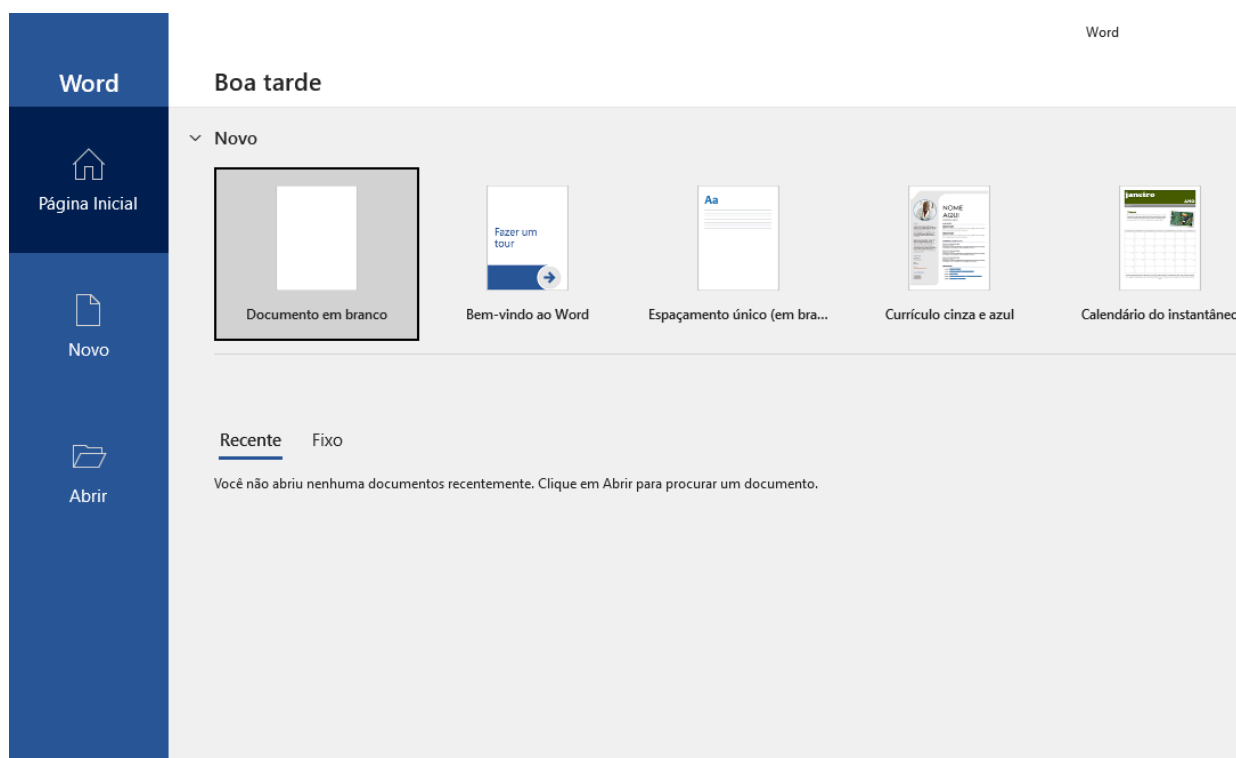 Word
Word
Boa tarde
Página Inicial
Novo
Abrir
Novo
Fazer um
tour
Aa
NOME
AQUI
janeiro
ANO
Documento em branco
Bem-vindo ao Word
Espaçamento único (em bra...
Currículo cinza e azul
Calendário do instantâneo
Recente Fixo
Você não abriu nenhuma documentos recentemente. Clique em Abrir para procurar um documento.